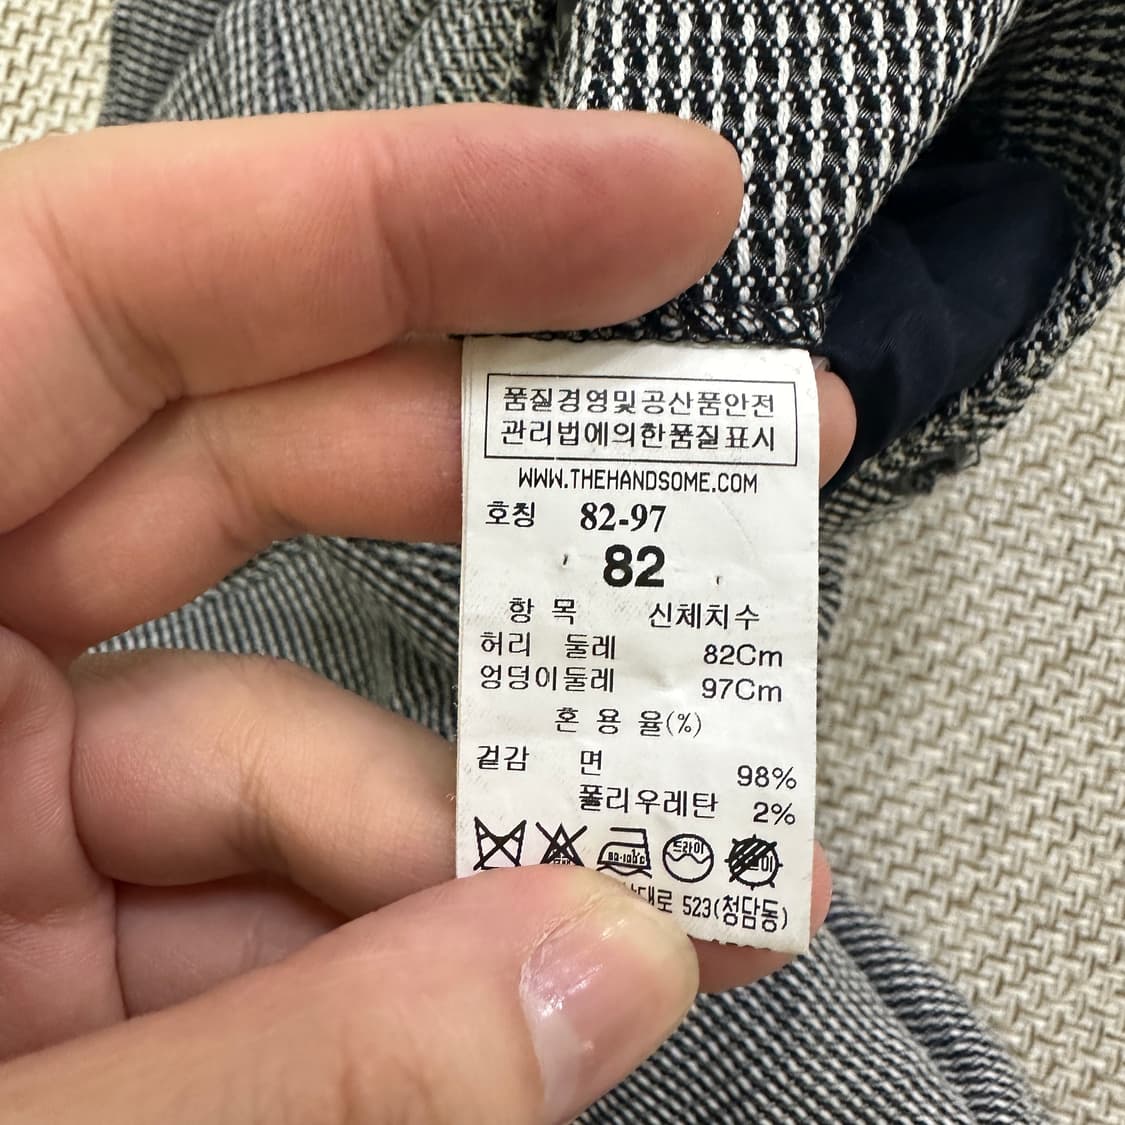 품질경영및공산품안전
관리법에의한품질표시
WWW.THEHANDSOME.COM
호칭 82-97
82
항 목 신체치수
허리 둘레 82Cm
엉덩이둘레 97Cm
혼 용 율(%)
겉감 면 98%
폴리우레탄 2%
드라이
523(청담동)